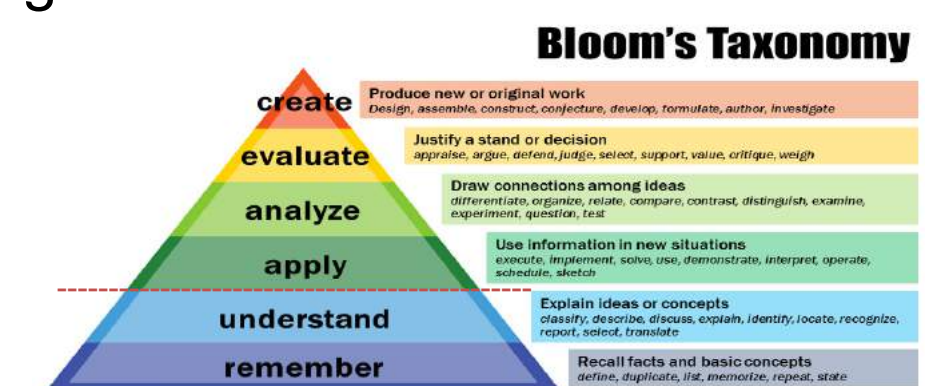 g
Bloom's Taxonomy
create
Produce new or original work
Design, assemble, construct, conjecture, develop, formulate, author, investigate
evaluate
Justify a stand or decision
appraise, argue, defend, judge, select, support, value, critique, weigh
analyze
Draw connections among ideas
differentiate, organize, relate, compare, contrast, distinguish, examine,
experiment, question, test
apply
Use information in new situations
execute, implement, solve, use, demonstrate, interpret, operate,
schedule, sketch
understand
Explain ideas or concepts
classify, describe, discuss, explain, identify, locate, recognize,
report, select, translate
remember
Recall facts and basic concepts
define, duplicate, list, memorize, repeat, state